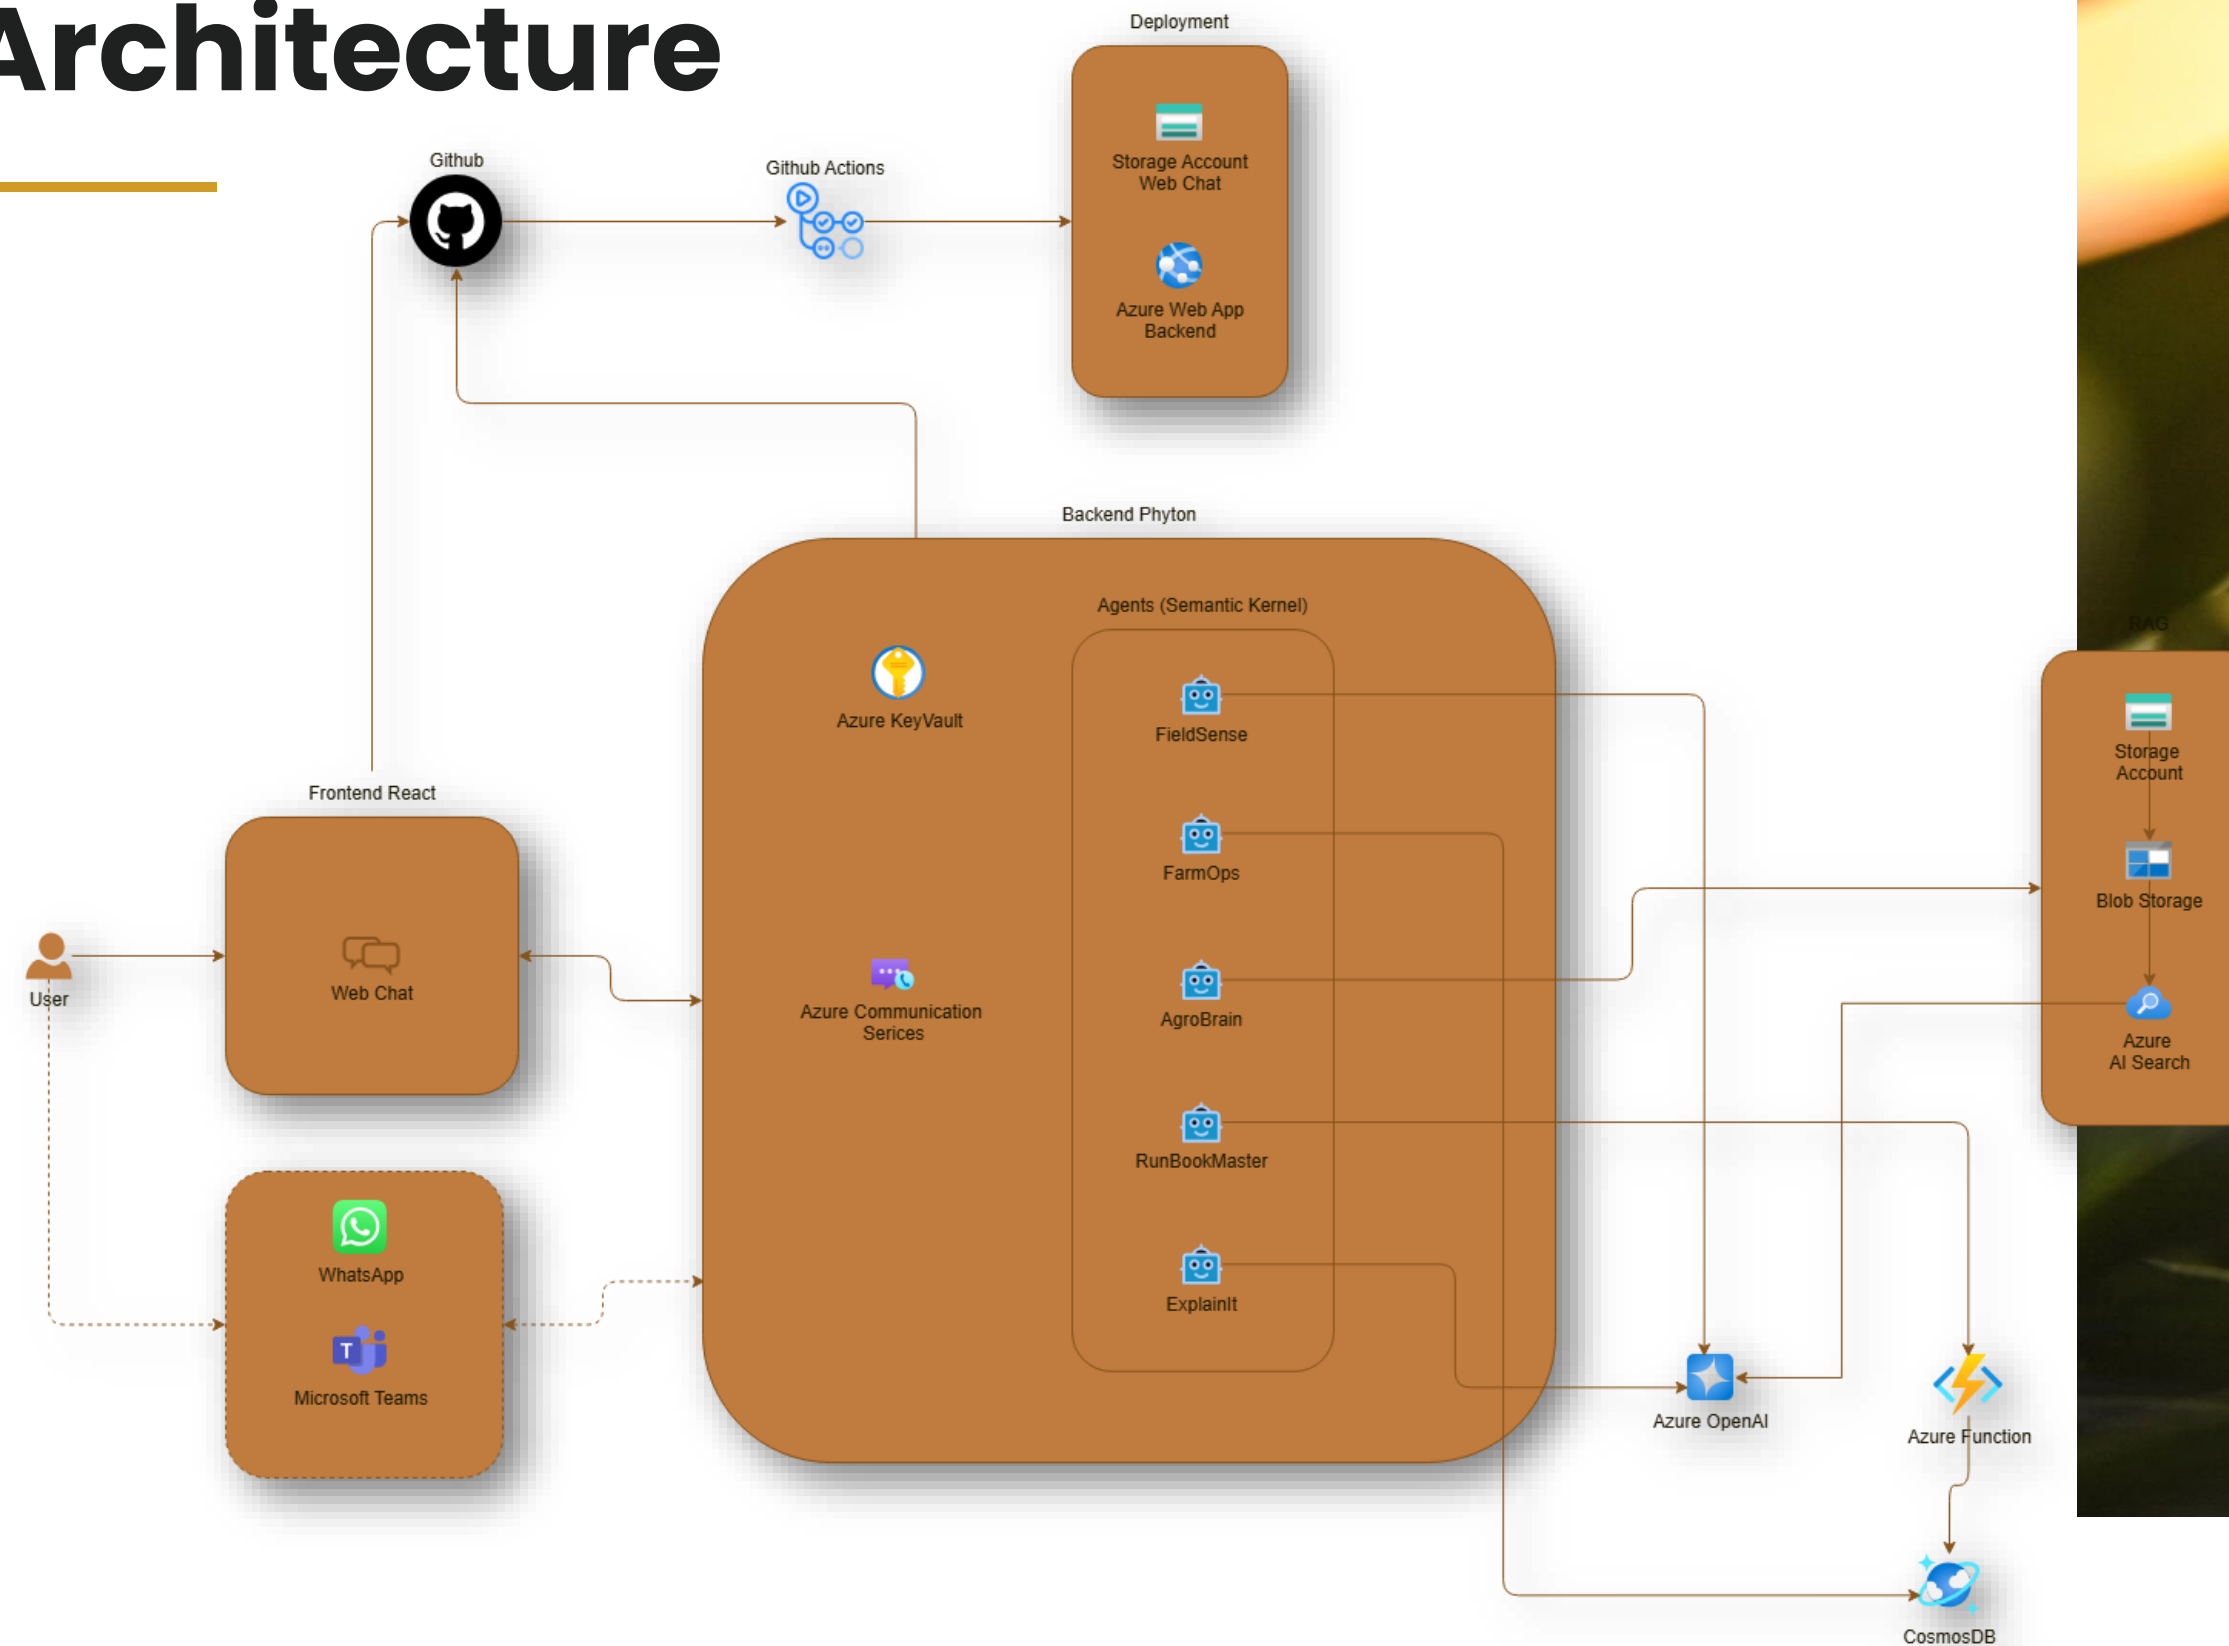 Architecture
Deployment
Storage Account
Web Chat
Azure Web App
Backend
Github
Github Actions
Backend Phyton
Agents (Semantic Kernel)
Azure KeyVault
FieldSense
FarmOps
Azure Communication
Serices
AgroBrain
RunBookMaster
ExplainIt
Frontend React
Web Chat
User
WhatsApp
T
Microsoft Teams
RAG
Storage
Account
Blob Storage
Azure
AI Search
Azure OpenAI
Azure Function
CosmosDB